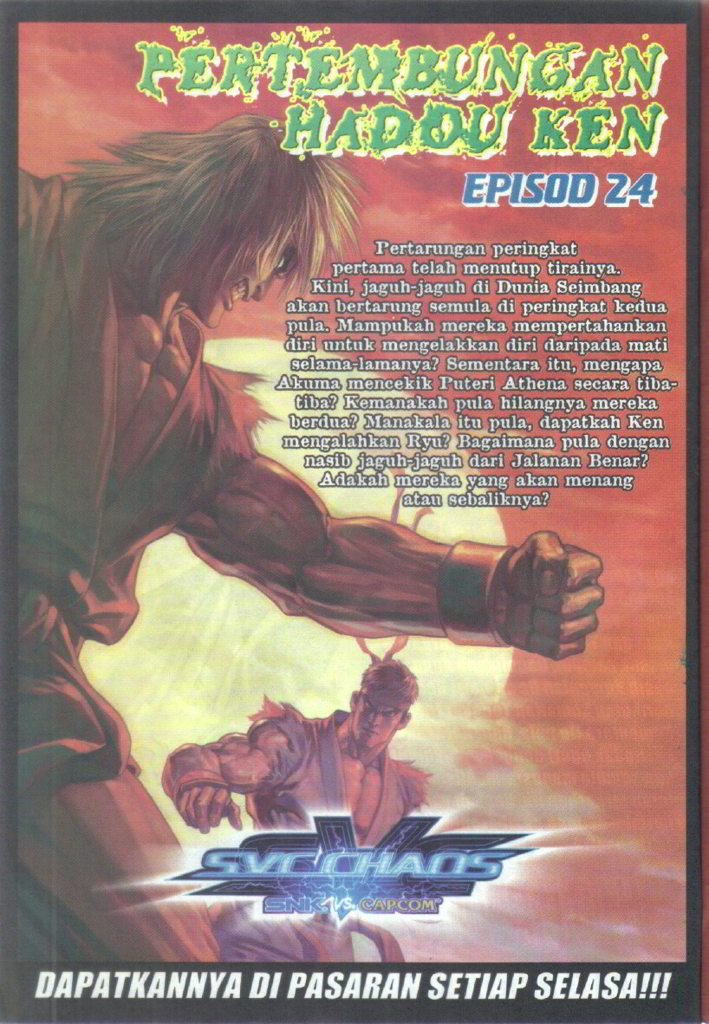 PERTEMBUNGAN
HADOU KEN
EPISOD 24
Pertarungan peringkat
pertama telah menutup tirainya.
Kini, jaguh-jaguh di Dunia Seimbang
akan bertarung semula di peringkat kedua
pula. Mampukah mereka mempertahankan
diri untuk mengelakkan diri daripada mati
selama-lamanya? Sementara itu, mengapa
Akuma mencekik Puteri Athena secara tiba-
tiba? Kemanakah pula hilangnya mereka
berdua? Manakala itu pula, dapatkah Ken
mengalahkan Ryu? Bagaimana pula dengan
nasib jaguh-jaguh dari Jalanan Benar?
Adakah mereka yang akan menang
atau sebaliknya?
SVC CHAOS
SNK VS. CAPCOM
DAPATKANNYA DI PASARAN SETIAP SELASA!!!